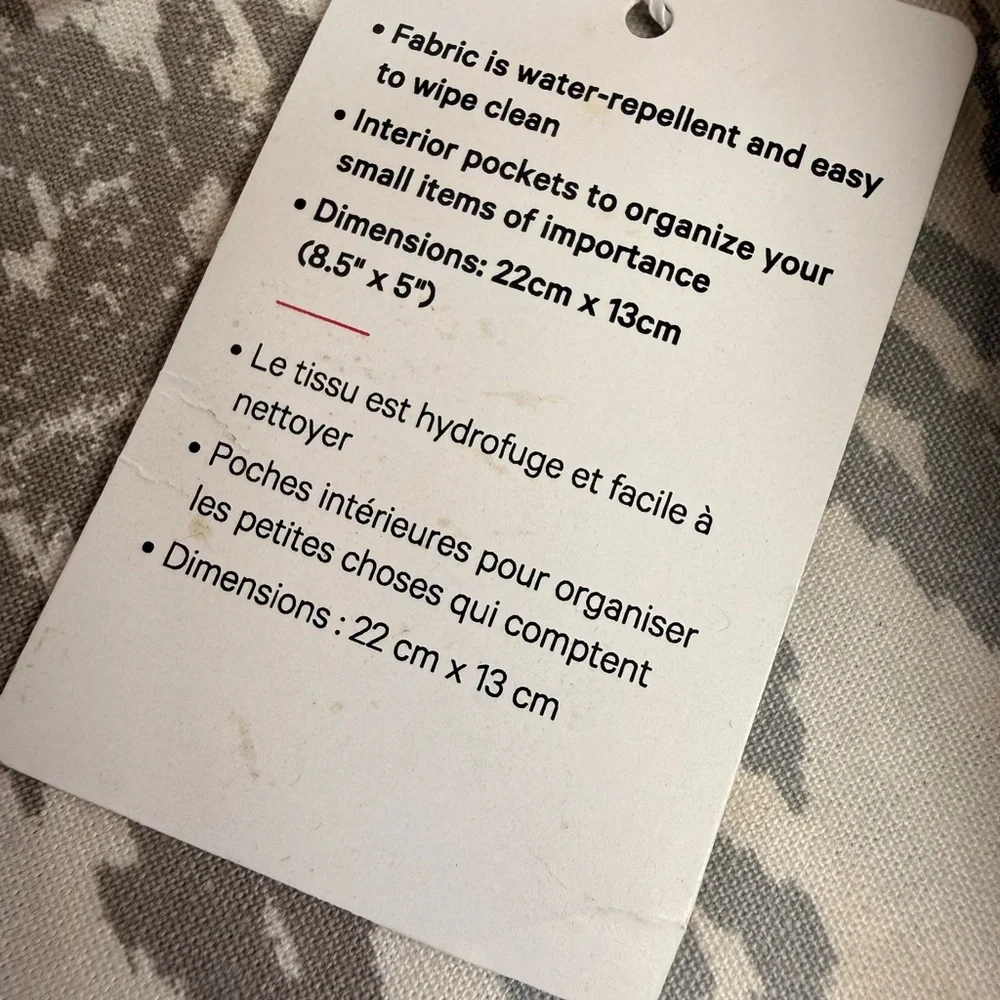 • Fabric is water-repellent and easy
to wipe clean
• Interior pockets to organize your
small items of importance
• Dimensions: 22cm x 13cm
(8.5" x 5")
• Le tissu est hydrofuge et facile à
nettoyer
• Poches intérieures pour organiser
les petites choses qui comptent
• Dimensions : 22 cm x 13 cm